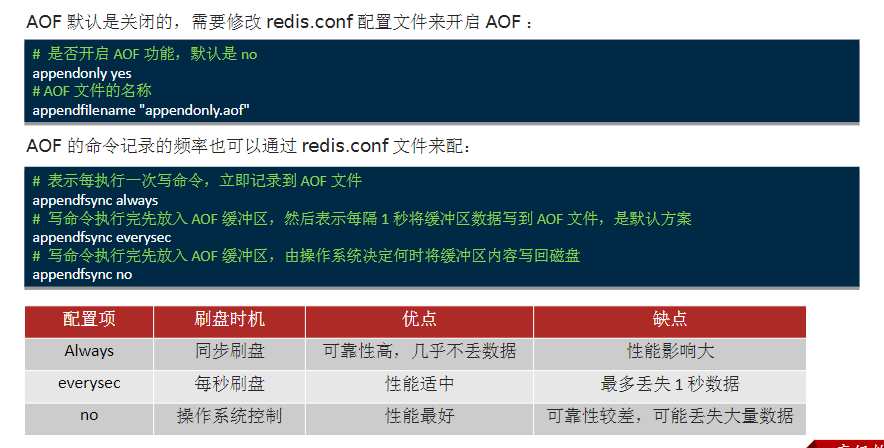 AOF 默认是关闭的，需要修改 redis.conf 配置文件来开启 AOF：
# 是否开启 AOF 功能，默认是 no
appendonly yes
# AOF 文件的名称
appendfilename "appendonly.aof"
AOF 的命令记录的频率也可以通过 redis.conf 文件来配：
# 表示每执行一次写命令，立即记录到 AOF 文件
appendfsync always
# 写命令执行完先放入 AOF 缓冲区，然后表示每隔 1 秒将缓冲区数据写到 AOF 文件，是默认方案
appendfsync everysec
# 写命令执行完先放入 AOF 缓冲区，由操作系统决定何时将缓冲区内容写回磁盘
appendfsync no
配置项 刷盘时机 优点 缺点
Always 同步刷盘 可靠性高，几乎不丢数据 性能影响大
everysec 每秒刷盘 性能适中 最多丢失 1 秒数据
no 操作系统控制 性能最好 可靠性较差，可能丢失大量数据